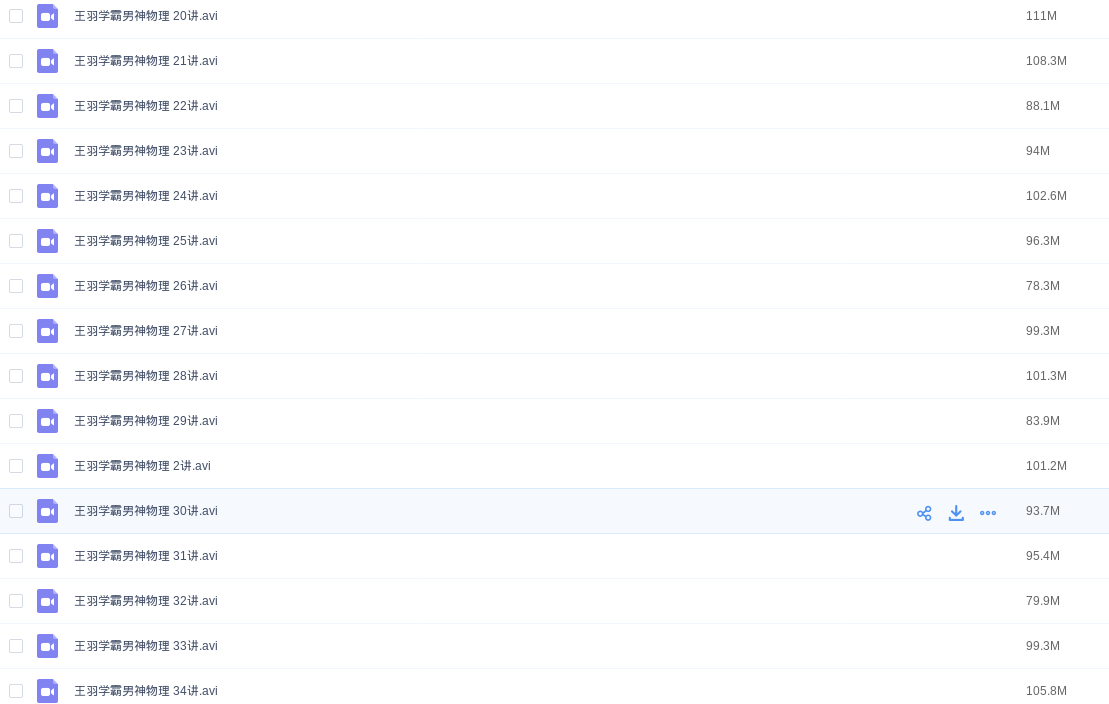 王羽学霸男神物理 20讲.avi 111M
王羽学霸男神物理 21讲.avi 108.3M
王羽学霸男神物理 22讲.avi 88.1M
王羽学霸男神物理 23讲.avi 94M
王羽学霸男神物理 24讲.avi 102.6M
王羽学霸男神物理 25讲.avi 96.3M
王羽学霸男神物理 26讲.avi 78.3M
王羽学霸男神物理 27讲.avi 99.3M
王羽学霸男神物理 28讲.avi 101.3M
王羽学霸男神物理 29讲.avi 83.9M
王羽学霸男神物理 2讲.avi 101.2M
王羽学霸男神物理 30讲.avi 93.7M
王羽学霸男神物理 31讲.avi 95.4M
王羽学霸男神物理 32讲.avi 79.9M
王羽学霸男神物理 33讲.avi 99.3M
王羽学霸男神物理 34讲.avi 105.8M